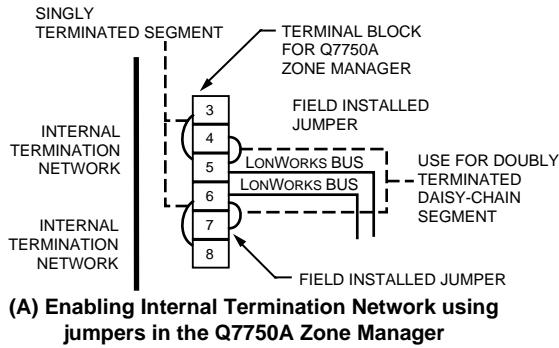 SINGLY
TERMINATED SEGMENT
TERMINAL BLOCK
FOR Q7750A
ZONE MANAGER
FIELD INSTALLED
JUMPER
3
4
5
6
7
8
INTERNAL
TERMINATION
NETWORK
LONWORKS BUS
LONWORKS BUS
USE FOR DOUBLY
TERMINATED
DAISY-CHAIN
SEGMENT
INTERNAL
TERMINATION
NETWORK
FIELD INSTALLED JUMPER
(A) Enabling Internal Termination Network using
jumpers in the Q7750A Zone Manager